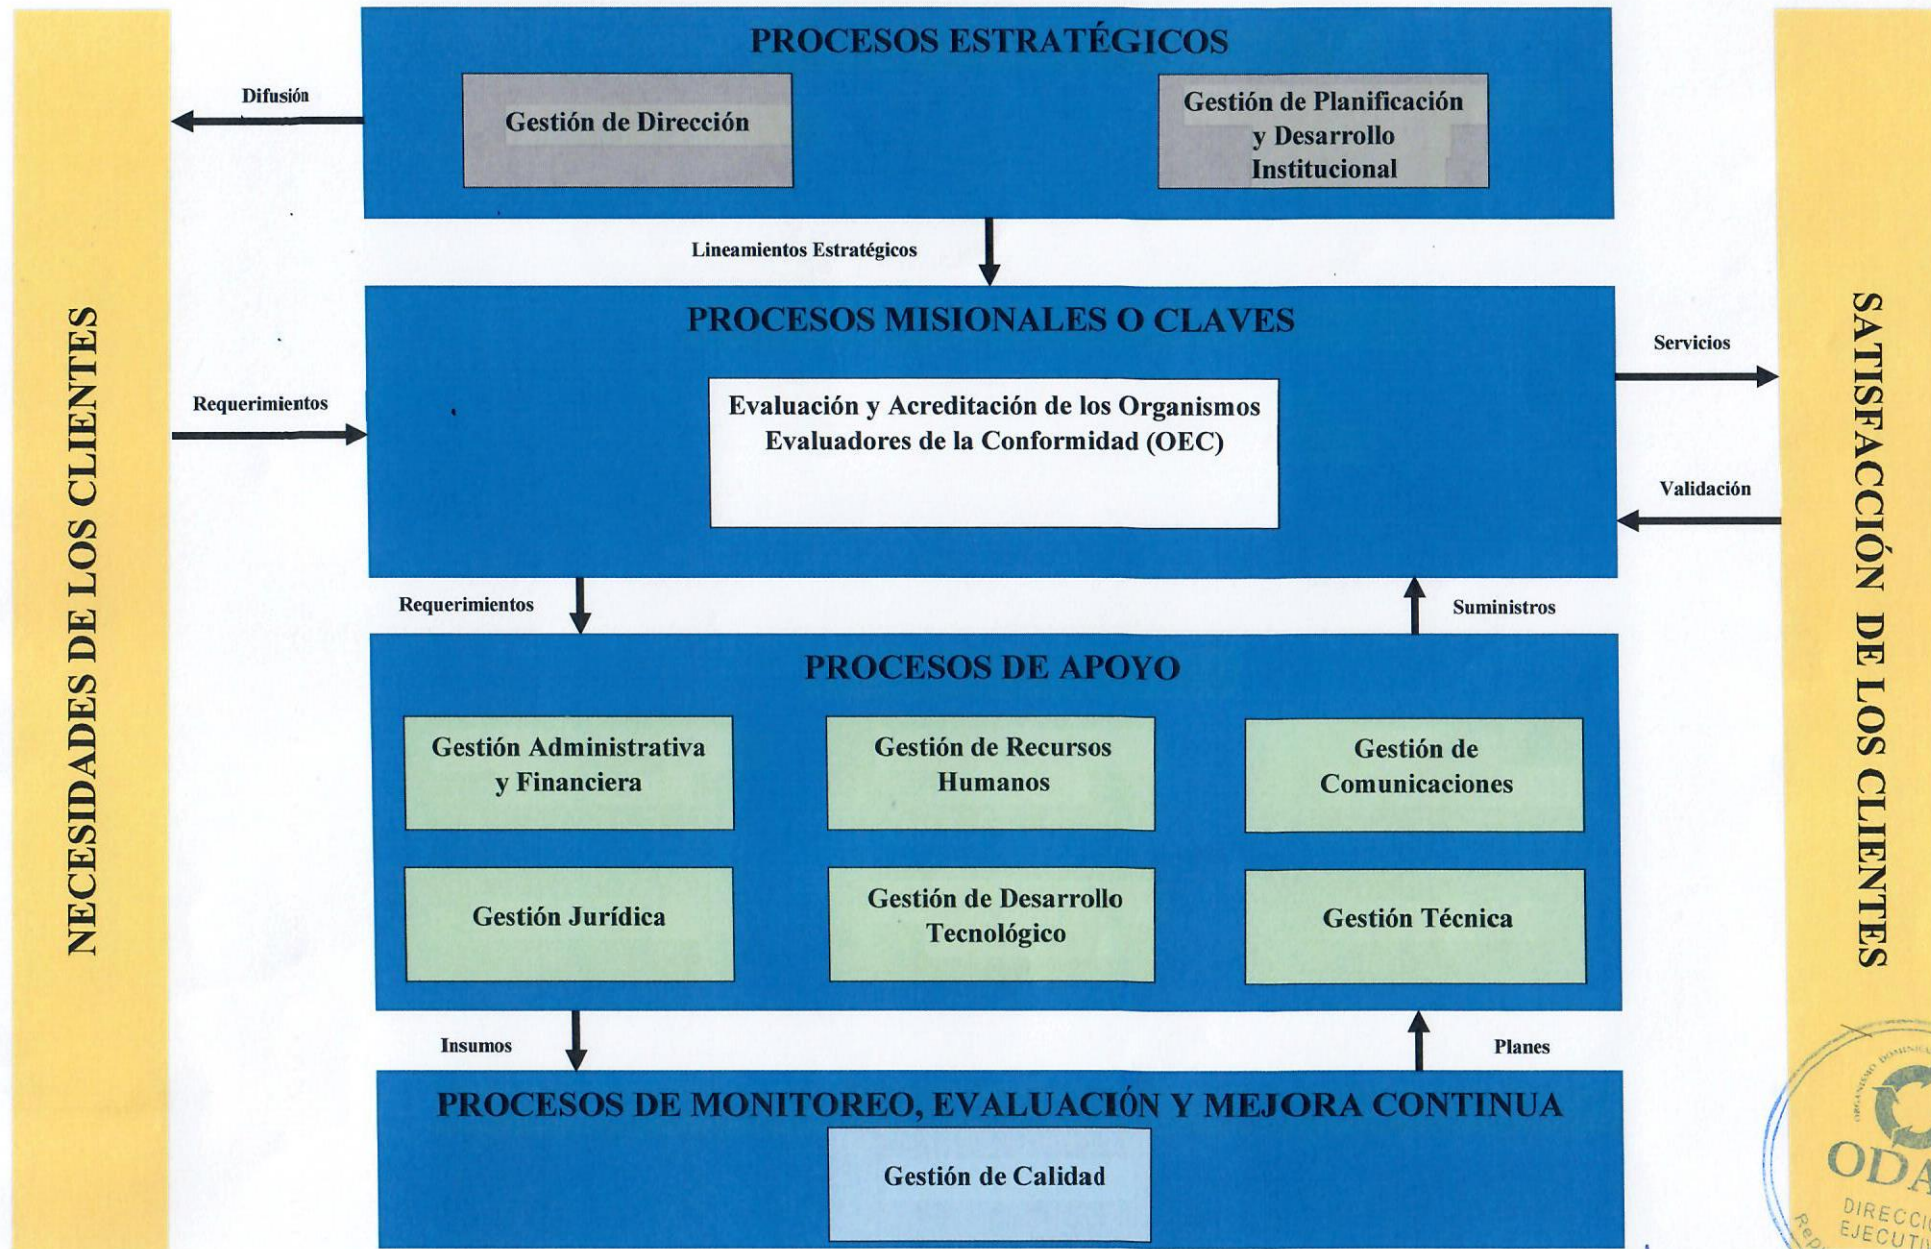 PROCESOS ESTRATÉGICOS
Gestión de Dirección
Gestión de Planificación
y Desarrollo
Institucional
Difusión
Lineamientos Estratégicos
NECESIDADES DE LOS CLIENTES
PROCESOS MISIONALES O CLAVES
Evaluación y Acreditación de los Organismos
Evaluadores de la Conformidad (OEC)
Requerimientos
Servicios
Validación
SATISFACCIÓN DE LOS CLIENTES
Requerimientos
Suministros
PROCESOS DE APOYO
Gestión Administrativa
y Financiera
Gestión de Recursos
Humanos
Gestión de
Comunicaciones
Gestión Jurídica
Gestión de Desarrollo
Tecnológico
Gestión Técnica
Insumos
Planes
PROCESOS DE MONITOREO, EVALUACIÓN Y MEJORA CONTINUA
Gestión de Calidad
ORGANISMO